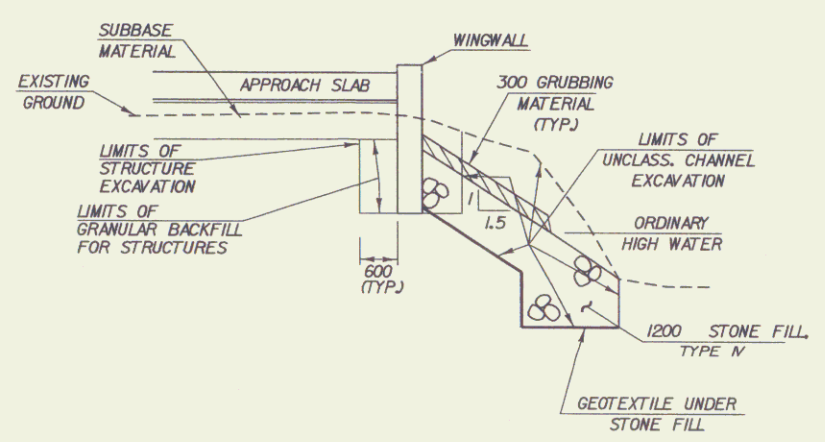 SUBBASE
MATERIAL
WINGWALL
EXISTING
GROUND
APPROACH SLAB
300 GRUBBING
MATERIAL
(TYP.)
LIMITS OF
STRUCTURE
EXCAVATION
LIMITS OF
UNCLASS. CHANNEL
EXCAVATION
LIMITS OF
GRANULAR BACKFILL
FOR STRUCTURES
1
1.5
ORDINARY
HIGH WATER
600
(TYP.)
1200 STONE FILL,
TYPE IV
GEOTEXTILE UNDER
STONE FILL